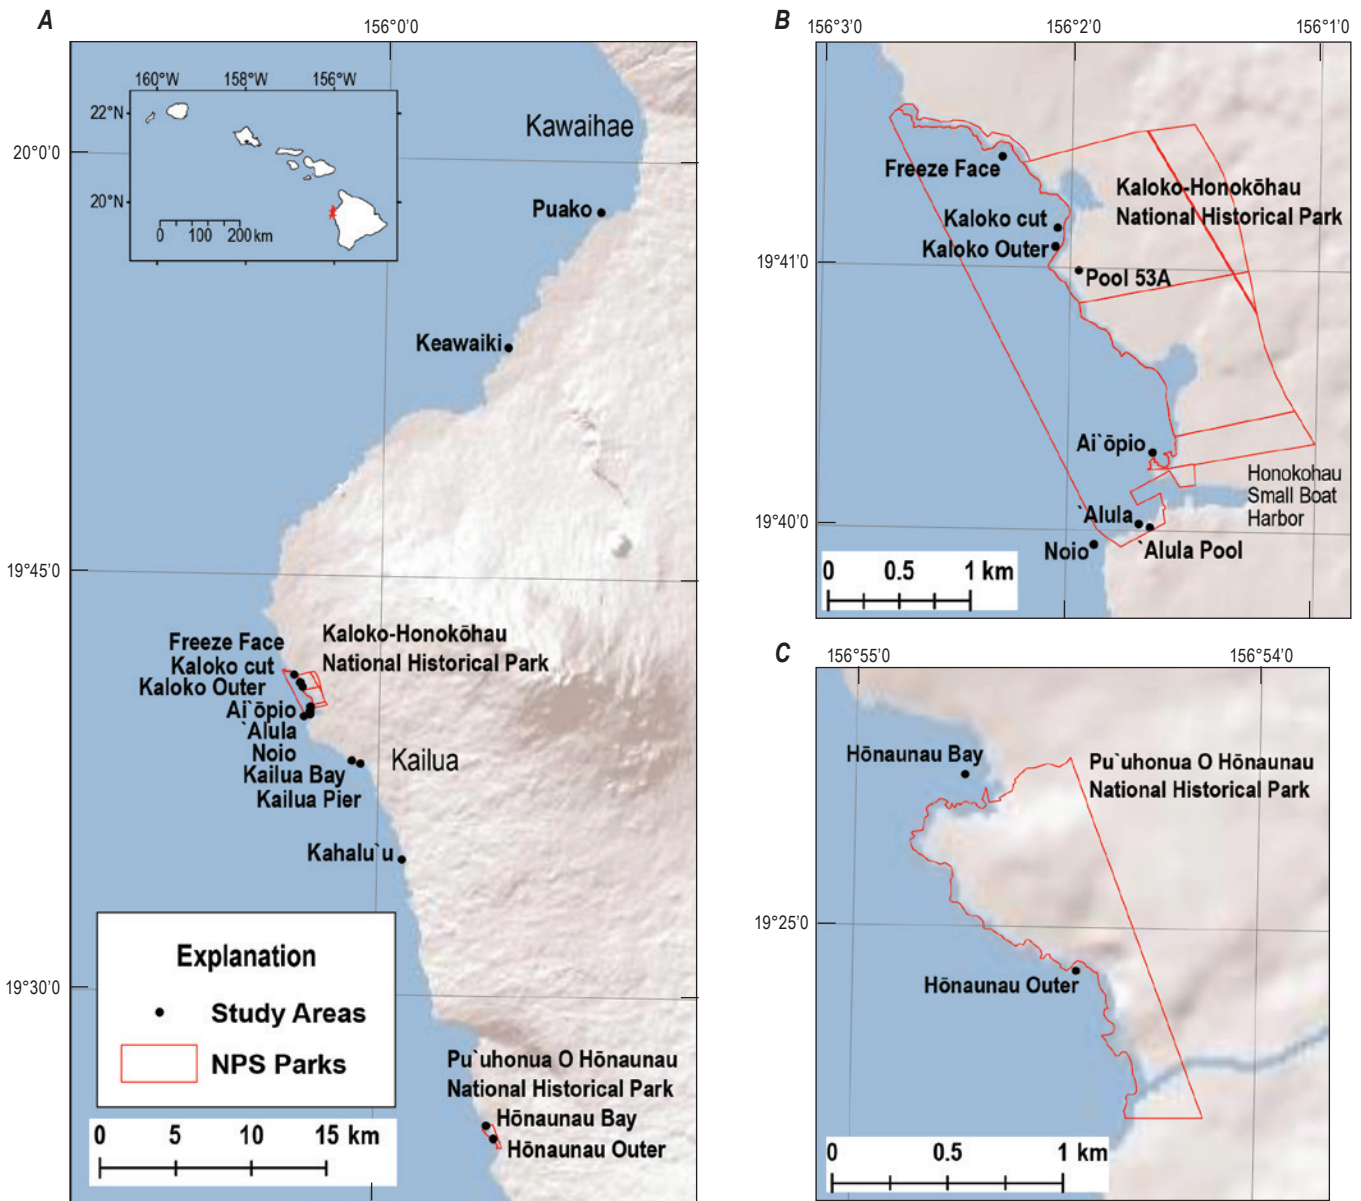 A
156°0'0
160°W
158°W
156°W
22°N
20°N
0
100
200 km
20°0'0
Kawaihae
Puako
Keawaiki
19°45'0
Freeze Face
Kaloko cut
Kaloko Outer
Ai`ōpio
`Alula
Noio
Kailua Bay
Kailua Pier
Kaloko-Honokōhau
National Historical Park
Kailua
Kahalu`u
19°30'0
Explanation
Study Areas
NPS Parks
0
5
10
15 km
Pu`uhonua O Hōnaunau
National Historical Park
Hōnaunau Bay
Hōnaunau Outer
B
156°3'0
156°2'0
156°1'0
Freeze Face
Kaloko cut
Kaloko Outer
Kaloko-Honokōhau
National Historical Park
19°41'0
Pool 53A
Ai`ōpio
Honokohau
Small Boat
Harbor
19°40'0
`Alula
`Alula Pool
Noio
0
0.5
1 km
C
156°55'0
156°54'0
Hōnaunau Bay
Pu`uhonua O Hōnaunau
National Historical Park
19°25'0
Hōnaunau Outer
0
0.5
1 km